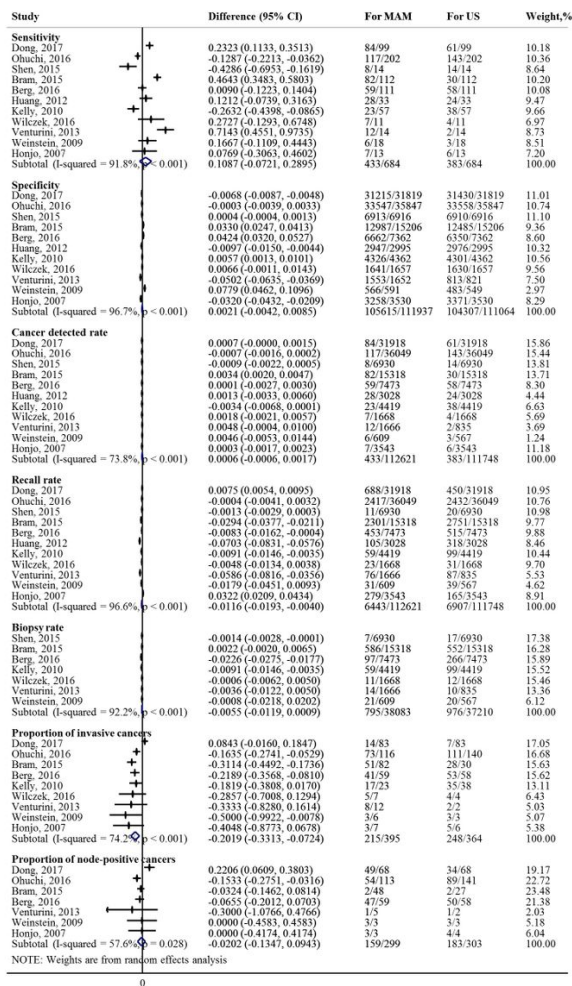 Study Difference (95% CI) For MAM For US Weight,%
Sensitivity
Dong, 2017 0.2323 (0.1133, 0.3513) 84/99 61/99 10.18
Ohuchi, 2016 -0.1287 (-0.2213, -0.0362) 117/202 143/202 10.36
Shen, 2015 -0.4286 (-0.6953, -0.1619) 8/14 14/14 8.64
Bram, 2015 0.4643 (0.3483, 0.5803) 82/112 30/112 10.20
Berg, 2016 0.0090 (-0.1223, 0.1404) 59/111 58/111 10.08
Huang, 2012 0.1212 (-0.0739, 0.3163) 28/33 24/33 9.47
Kelly, 2010 -0.2632 (-0.4398, -0.0865) 23/57 38/57 9.66
Wilczek, 2016 0.2727 (-0.1293, 0.6748) 7/11 4/11 6.97
Venturini, 2013 0.7143 (0.4551, 0.9735) 12/14 2/14 8.73
Weinstein, 2009 0.1667 (-0.1109, 0.4443) 6/18 3/18 8.51
Honjo, 2007 0.0769 (-0.3063, 0.4602) 7/13 6/13 7.20
Subtotal (I-squared = 91.8%, p < 0.001) 0.1087 (-0.0721, 0.2895) 433/684 383/684 100.00
Specificity
Dong, 2017 -0.0068 (-0.0087, -0.0048) 31215/31819 31430/31819 11.01
Ohuchi, 2016 -0.0003 (-0.0039, 0.0033) 33547/35847 33558/35847 10.74
Shen, 2015 0.0004 (-0.0004, 0.0013) 6913/6916 6910/6916 11.10
Bram, 2015 0.0330 (0.0247, 0.0413) 12987/15206 12485/15206 9.36
Berg, 2016 0.0424 (0.0320, 0.0527) 6662/7362 6350/7362 8.60
Huang, 2012 -0.0097 (-0.0150, -0.0044) 2947/2995 2976/2995 10.32
Kelly, 2010 0.0057 (0.0013, 0.0101) 4326/4362 4301/4362 10.56
Wilczek, 2016 0.0066 (-0.0011, 0.0143) 1641/1657 1630/1657 9.56
Venturini, 2013 -0.0502 (-0.0635, -0.0369) 1553/1652 813/821 7.50
Weinstein, 2009 0.0779 (0.0462, 0.1096) 566/591 483/549 2.97
Honjo, 2007 -0.0320 (-0.0432, -0.0209) 3258/3530 3371/3530 8.29
Subtotal (I-squared = 96.7%, p < 0.001) 0.0021 (-0.0042, 0.0085) 105615/111937 104307/111064 100.00
Cancer detected rate
Dong, 2017 0.0007 (-0.0000, 0.0015) 84/31918 61/31918 15.86
Ohuchi, 2016 -0.0007 (-0.0016, 0.0002) 117/36049 143/36049 15.44
Shen, 2015 -0.0009 (-0.0022, 0.0005) 8/6930 14/6930 13.81
Bram, 2015 0.0034 (0.0020, 0.0047) 82/15318 30/15318 13.71
Berg, 2016 0.0001 (-0.0027, 0.0030) 59/7473 58/7473 8.30
Huang, 2012 0.0013 (-0.0033, 0.0060) 28/3028 24/3028 4.44
Kelly, 2010 -0.0034 (-0.0068, 0.0001) 23/4419 38/4419 6.63
Wilczek, 2016 0.0018 (-0.0021, 0.0057) 7/1668 4/1668 5.69
Venturini, 2013 0.0048 (-0.0004, 0.0100) 12/1666 2/835 3.69
Weinstein, 2009 0.0046 (-0.0053, 0.0144) 6/609 3/567 1.24
Honjo, 2007 0.0003 (-0.0017, 0.0023) 7/3543 6/3543 11.18
Subtotal (I-squared = 73.8%, p < 0.001) 0.0006 (-0.0006, 0.0017) 433/112621 383/111748 100.00
Recall rate
Dong, 2017 0.0075 (0.0054, 0.0095) 688/31918 450/31918 10.95
Ohuchi, 2016 -0.0004 (-0.0041, 0.0032) 2417/36049 2432/36049 10.76
Shen, 2015 -0.0013 (-0.0029, 0.0003) 11/6930 20/6930 10.98
Bram, 2015 -0.0294 (-0.0377, -0.0211) 2301/15318 2751/15318 9.77
Berg, 2016 -0.0083 (-0.0162, -0.0004) 453/7473 515/7473 9.88
Huang, 2012 -0.0703 (-0.0831, -0.0576) 105/3028 318/3028 8.46
Kelly, 2010 -0.0091 (-0.0146, -0.0035) 59/4419 99/4419 10.44
Wilczek, 2016 -0.0048 (-0.0134, 0.0038) 23/1668 31/1668 9.70
Venturini, 2013 -0.0586 (-0.0816, -0.0356) 76/1666 87/835 5.53
Weinstein, 2009 -0.0179 (-0.0451, 0.0093) 31/609 39/567 4.62
Honjo, 2007 0.0322 (0.0209, 0.0434) 279/3543 165/3543 8.91
Subtotal (I-squared = 96.6%, p < 0.001) -0.0116 (-0.0193, -0.0040) 6443/112621 6907/111748 100.00
Biopsy rate
Shen, 2015 -0.0014 (-0.0028, -0.0001) 7/6930 17/6930 17.38
Bram, 2015 0.0022 (-0.0020, 0.0065) 586/15318 552/15318 16.28
Berg, 2016 -0.0226 (-0.0275, -0.0177) 97/7473 266/7473 15.89
Kelly, 2010 -0.0091 (-0.0146, -0.0035) 59/4419 99/4419 15.52
Wilczek, 2016 -0.0006 (-0.0062, 0.0050) 11/1668 12/1668 15.46
Venturini, 2013 -0.0036 (-0.0122, 0.0050) 14/1666 10/835 13.36
Weinstein, 2009 -0.0008 (-0.0218, 0.0202) 21/609 20/567 6.12
Subtotal (I-squared = 92.2%, p < 0.001) -0.0055 (-0.0119, 0.0009) 795/38083 976/37210 100.00
Proportion of invasive cancers
Dong, 2017 0.0843 (-0.0160, 0.1847) 14/83 7/83 17.05
Ohuchi, 2016 -0.1635 (-0.2741, -0.0529) 73/116 111/140 16.68
Bram, 2015 -0.3114 (-0.4492, -0.1736) 51/82 28/30 15.63
Berg, 2016 -0.2189 (-0.3568, -0.0810) 41/59 53/58 15.62
Kelly, 2010 -0.1819 (-0.3808, 0.0170) 17/23 35/38 13.11
Wilczek, 2016 -0.2857 (-0.7008, 0.1294) 5/7 4/4 6.43
Venturini, 2013 -0.3333 (-0.8280, 0.1614) 8/12 2/2 5.03
Weinstein, 2009 -0.5000 (-0.9922, -0.0078) 3/6 3/3 5.07
Honjo, 2007 -0.4048 (-0.8773, 0.0678) 3/7 5/6 5.38
Subtotal (I-squared = 74.2%, p < 0.001) -0.2019 (-0.3313, -0.0724) 215/395 248/364 100.00
Proportion of node-positive cancers
Dong, 2017 0.2206 (0.0609, 0.3803) 49/68 34/68 19.17
Ohuchi, 2016 -0.1533 (-0.2751, -0.0316) 54/113 89/141 22.72
Bram, 2015 -0.0324 (-0.1462, 0.0814) 2/48 2/27 23.48
Berg, 2016 -0.0655 (-0.2012, 0.0703) 47/59 50/58 21.38
Venturini, 2013 -0.3000 (-1.0766, 0.4766) 1/5 1/2 2.03
Weinstein, 2009 0.0000 (-0.4583, 0.4583) 3/3 3/3 5.18
Honjo, 2007 0.0000 (-0.4174, 0.4174) 3/3 4/4 6.04
Subtotal (I-squared = 57.6%, p = 0.028) -0.0202 (-0.1347, 0.0943) 159/299 183/303 100.00
NOTE: Weights are from random effects analysis
0